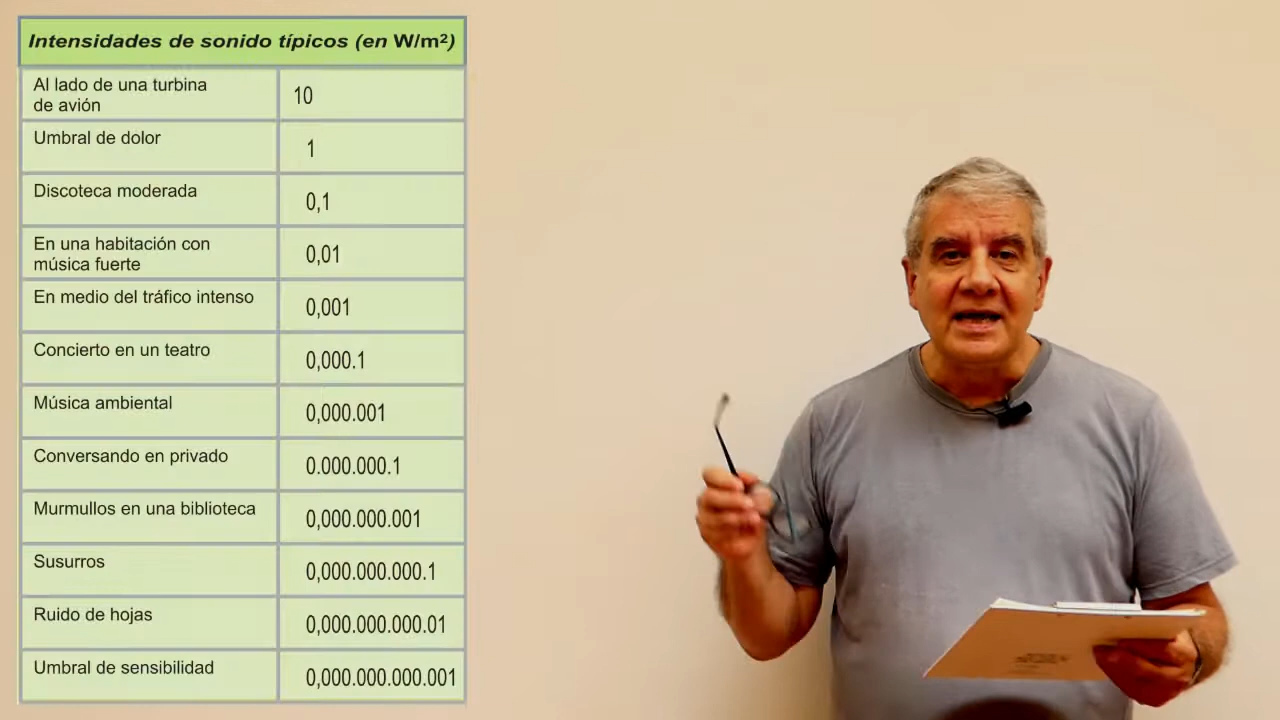 Intensidades de sonido típicos (en W/m²)
Al lado de una turbina
de avión
10
Umbral de dolor
1
Discoteca moderada
0,1
En una habitación con
música fuerte
0,01
En medio del tráfico intenso
0,001
Concierto en un teatro
0,000.1
Música ambiental
0,000.001
Conversando en privado
0.000.000.1
Murmullos en una biblioteca
0,000.000.001
Susurros
0,000.000.000.1
Ruido de hojas
0,000.000.000.01
Umbral de sensibilidad
0,000.000.000.001